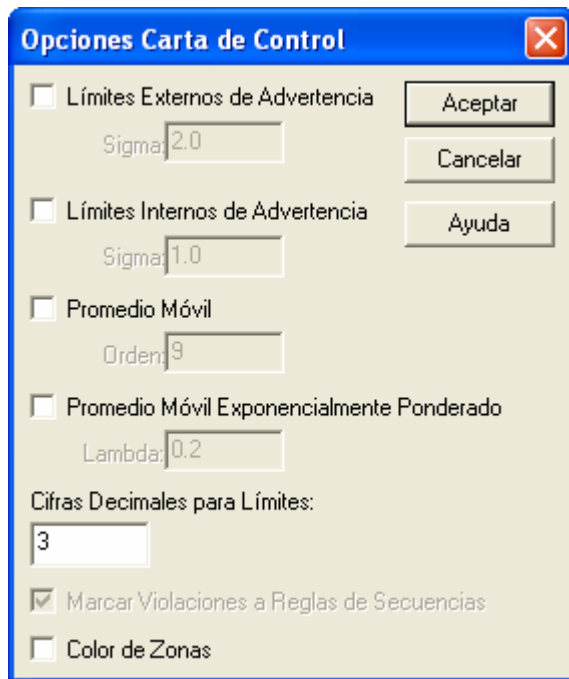 Opciones Carta de Control
Límites Externos de Advertencia
Sigma: 2.0
Aceptar
Cancelar
Límites Internos de Advertencia
Sigma: 1.0
Ayuda
Promedio Móvil
Orden: 9
Promedio Móvil Exponencialmente Ponderado
Lambda: 0.2
Cifras Decimales para Límites:
3
Marcar Violaciones a Reglas de Secuencias
Color de Zonas